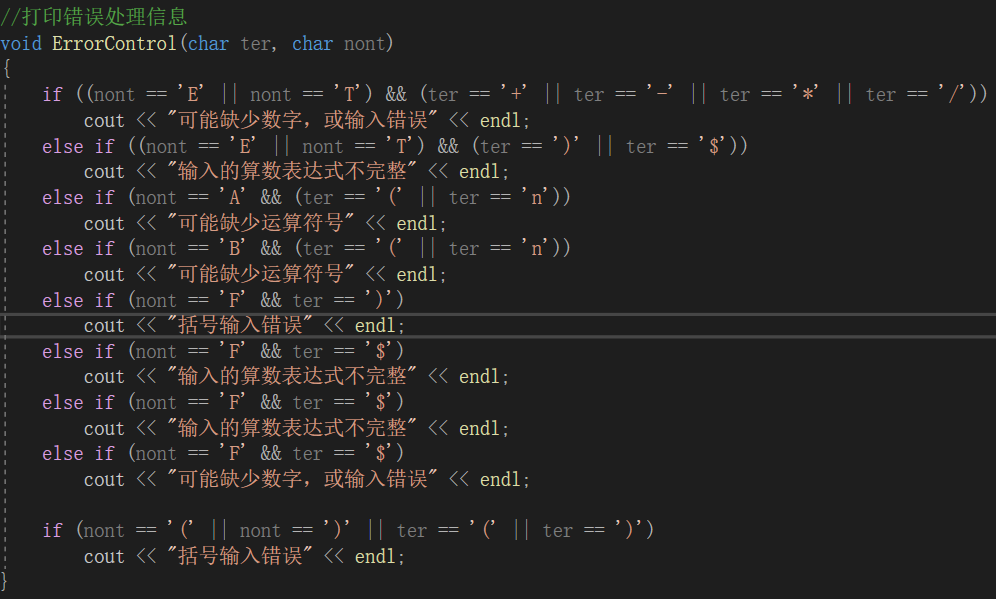 //打印错误处理信息
void ErrorControl(char ter, char nont)
{
    if ((nont == 'E' || nont == 'T') && (ter == '+' || ter == '-' || ter == '*' || ter == '/'))
        cout << "可能缺少数字，或输入错误" << endl;
    else if ((nont == 'E' || nont == 'T') && (ter == ')' || ter == '$'))
        cout << "输入的算数表达式不完整" << endl;
    else if (nont == 'A' && (ter == '(' || ter == 'n'))
        cout << "可能缺少运算符号" << endl;
    else if (nont == 'B' && (ter == '(' || ter == 'n'))
        cout << "可能缺少运算符号" << endl;
    else if (nont == 'F' && ter == ')')
        cout << "括号输入错误" << endl;
    else if (nont == 'F' && ter == '$')
        cout << "输入的算数表达式不完整" << endl;
    else if (nont == 'F' && ter == '$')
        cout << "输入的算数表达式不完整" << endl;
    else if (nont == 'F' && ter == '$')
        cout << "可能缺少数字，或输入错误" << endl;
    if (nont == '(' || nont == ')' || ter == '(' || ter == ')')
        cout << "括号输入错误" << endl;
}